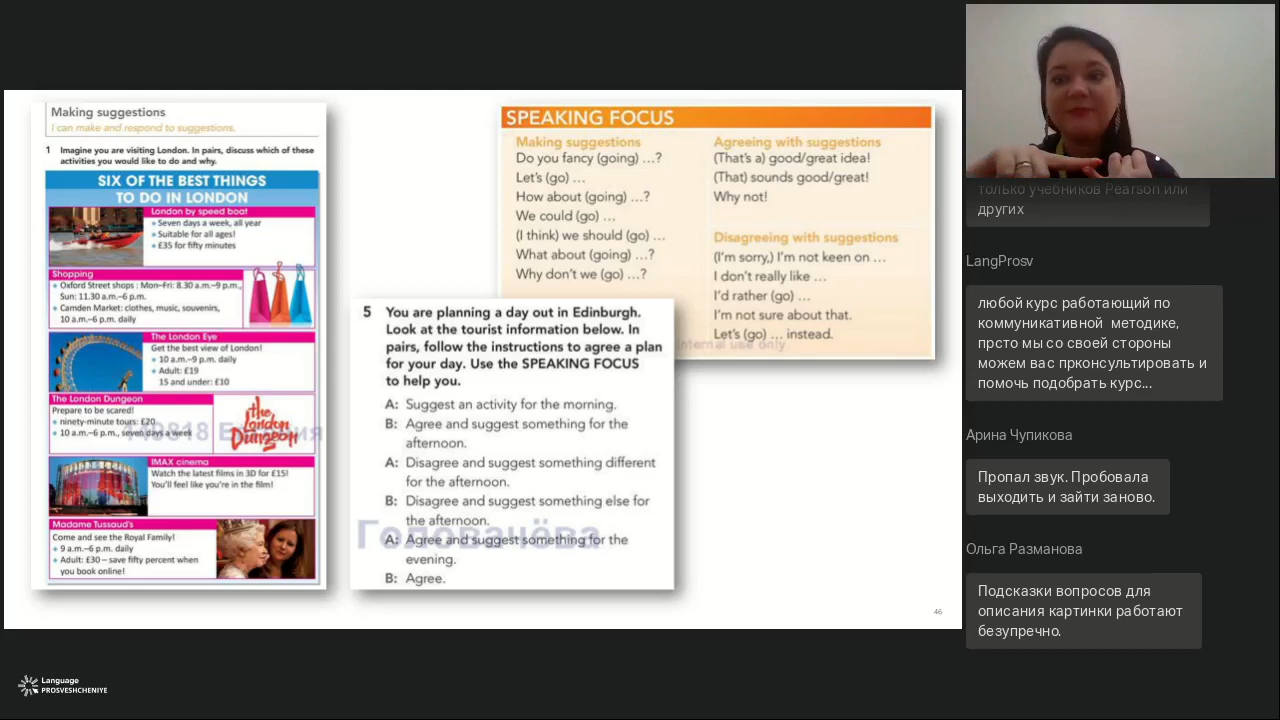 Making suggestions
I can make and respond to suggestions.
1 Imagine you are visiting London. In pairs, discuss which of these
activities you would like to do and why.
SIX OF THE BEST THINGS
TO DO IN LONDON
London by speed boat
Seven days a week, all year
Suitable for all ages!
£35 for fifty minutes
Shopping
Oxford Street shops : Mon–Fri: 8.30 a.m.–9 p.m.,
Sun: 11.30 a.m.–6 p.m.
Camden Market: clothes, music, souvenirs,
10 a.m.–6 p.m. daily
The London Eye
Get the best view of London!
10 a.m.–9 p.m. daily
Adult: £19
15 and under: £10
The London Dungeon
Prepare to be scared!
ninety-minute tours: £20
10 a.m.–6 p.m., seven days a week
the
London
Dungeon
IMAX cinema
Watch the latest films in 3D for £15!
You'll feel like you're in the film!
Madame Tussaud's
Come and see the Royal Family!
9 a.m.–6 p.m. daily
Adult: £30 – save fifty percent when
you book online!
SPEAKING FOCUS
Making suggestions
Do you fancy (going) …?
Let's (go) …
How about (going) …?
We could (go) …
(I think) we should (go) …
What about (going) …?
Why don't we (go) …?
Agreeing with suggestions
(That's a) good/great idea!
(That) sounds good/great!
Why not!
Disagreeing with suggestions
(I'm sorry,) I'm not keen on …
I don't really like …
I'd rather (go) …
I'm not sure about that.
Let's (go) … instead.
internal use only
5 You are planning a day out in Edinburgh.
Look at the tourist information below. In
pairs, follow the instructions to agree a plan
for your day. Use the SPEAKING FOCUS
to help you.
A: Suggest an activity for the morning.
B: Agree and suggest something for the
afternoon.
A: Disagree and suggest something different
for the afternoon.
B: Disagree and suggest something else for
the afternoon.
A: Agree and suggest something for the
evening.
B: Agree.
Головачёва
46
Language
PROSVESHCHENIYE
только учебников Pearson или
других
LangProsv
любой курс работающий по
коммуникативной методике,
прсто мы со своей стороны
можем вас прконсультировать и
помочь подобрать курс...
Арина Чупикова
Пропал звук. Пробовала
выходить и зайти заново.
Ольга Разманова
Подсказки вопросов для
описания картинки работают
безупречно.